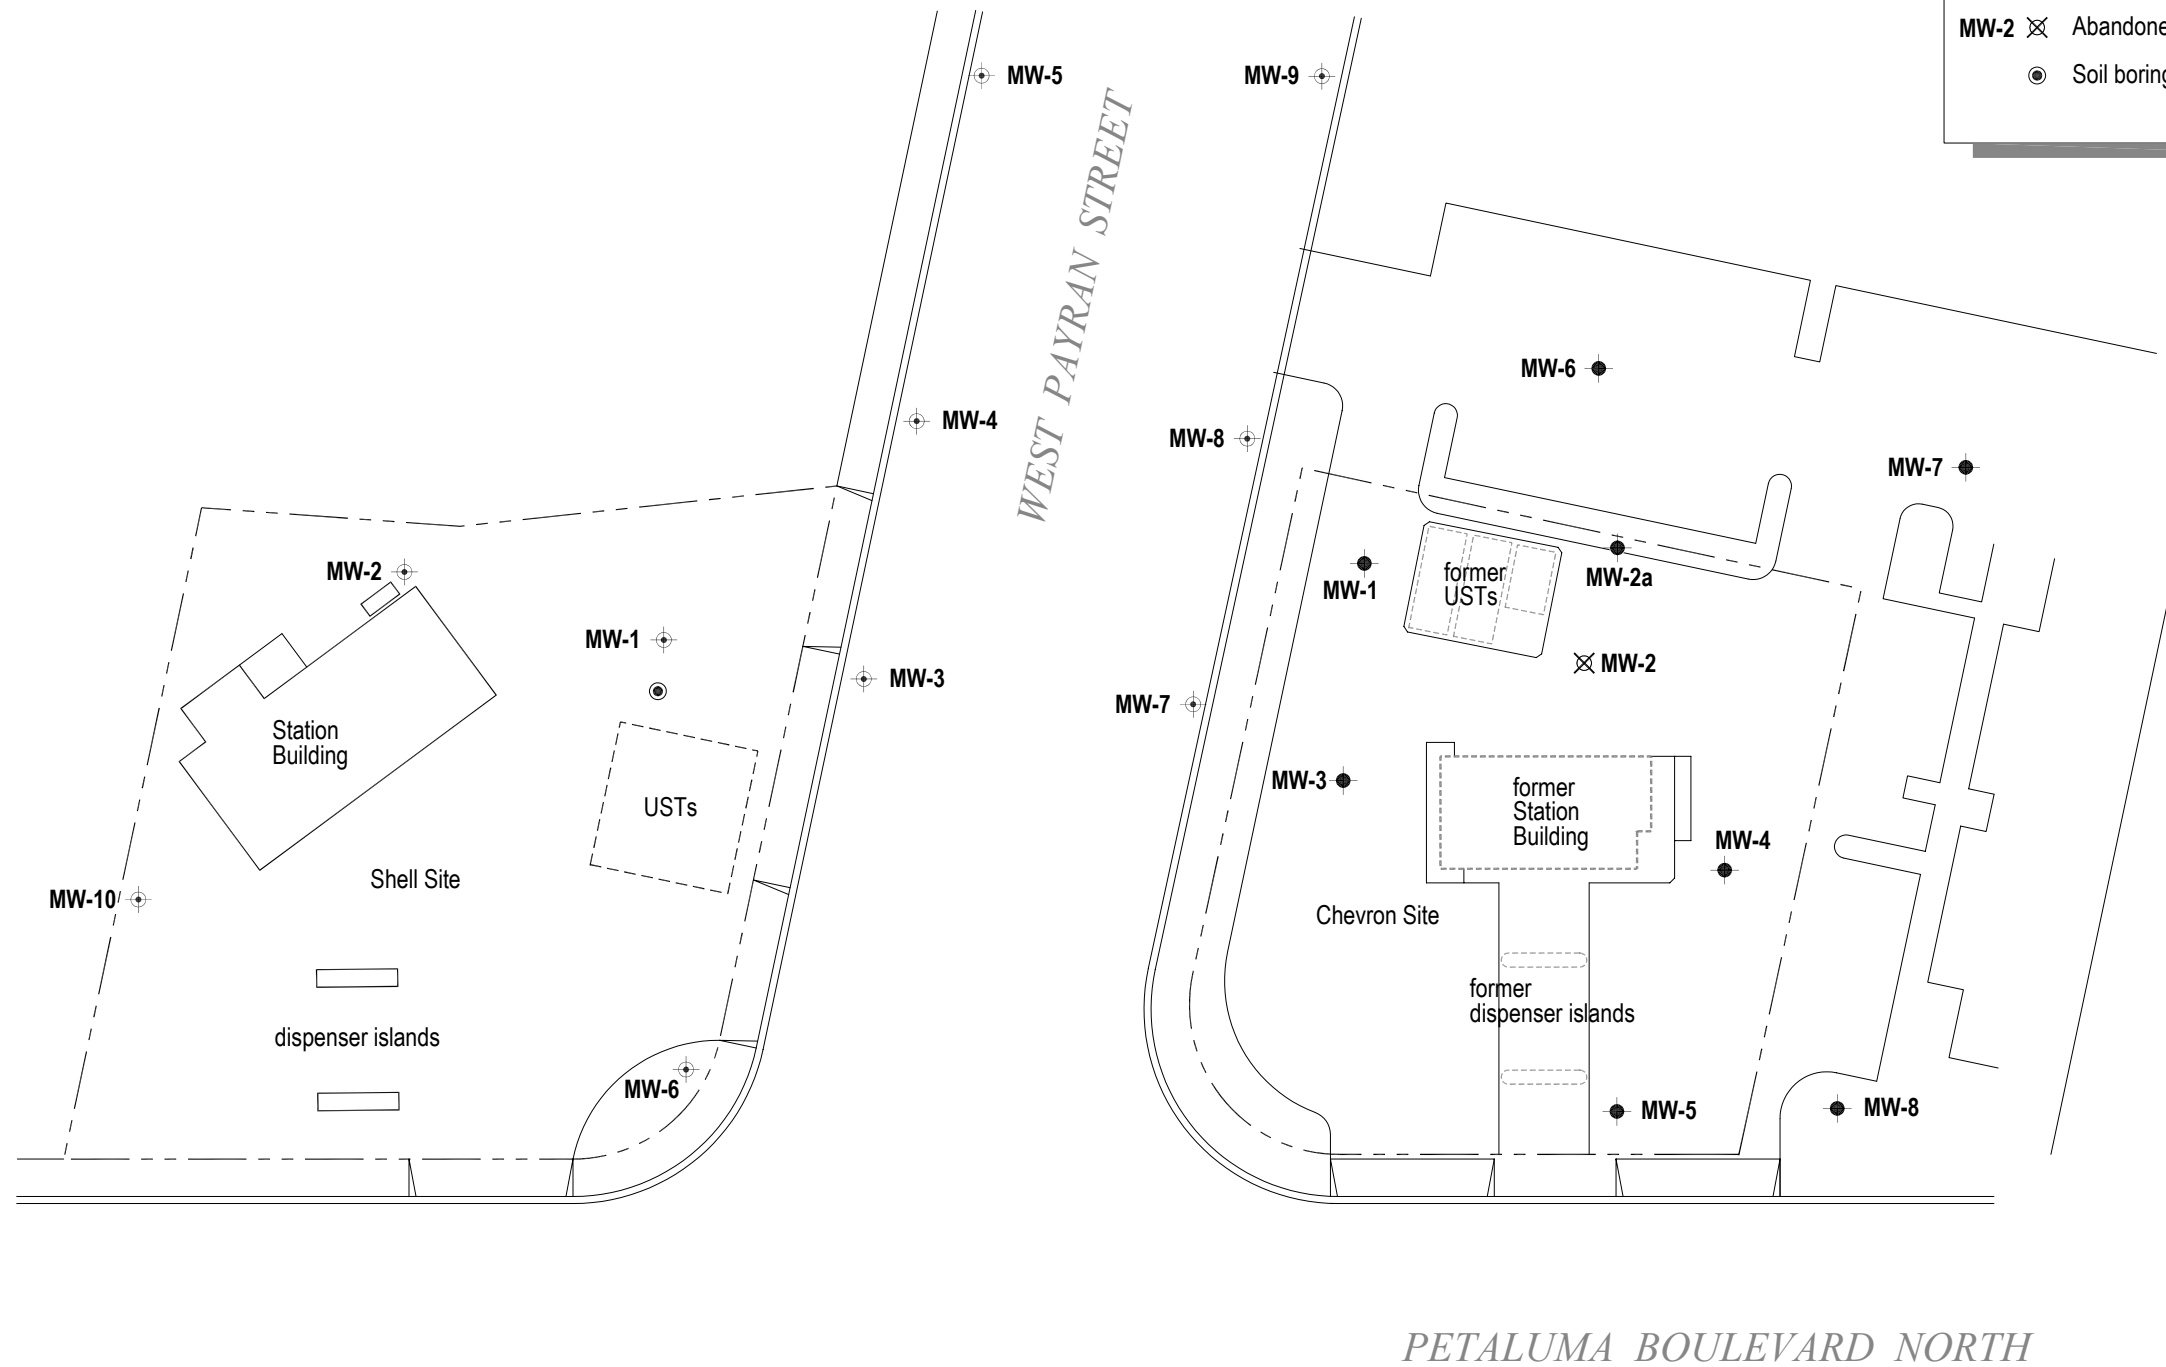 MW-2 Abandone
Soil boring
MW-5
MW-9
WEST PAYRAN STREET
MW-6
MW-4
MW-8
MW-7
MW-2
MW-1
former
USTs
MW-2a
MW-1
MW-2
MW-3
MW-7
Station
Building
USTs
MW-3
former
Station
Building
MW-4
Shell Site
MW-10
Chevron Site
dispenser islands
former
dispenser islands
MW-6
MW-5
MW-8
PETALUMA BOULEVARD NORTH